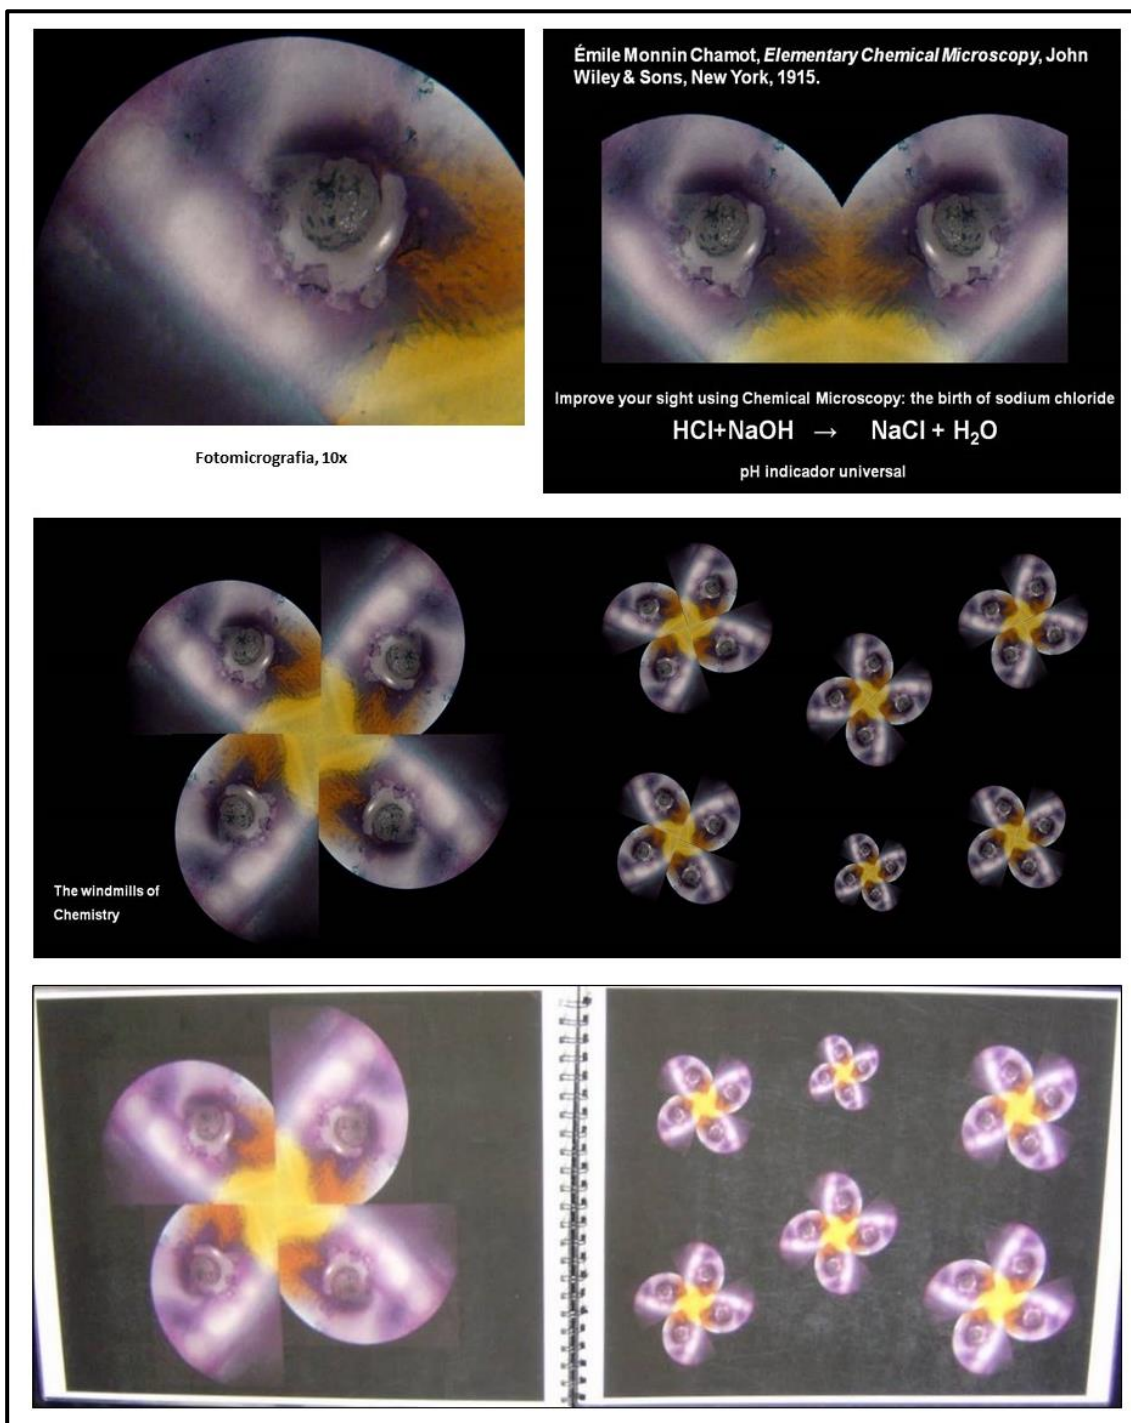 Émile Monnin Chamot, Elementary Chemical Microscopy, John
Wiley & Sons, New York, 1915.
Fotomicrografia, 10x
Improve your sight using Chemical Microscopy: the birth of sodium chloride
HCl+NaOH → NaCl + H₂O
pH indicador universal
The windmills of
Chemistry